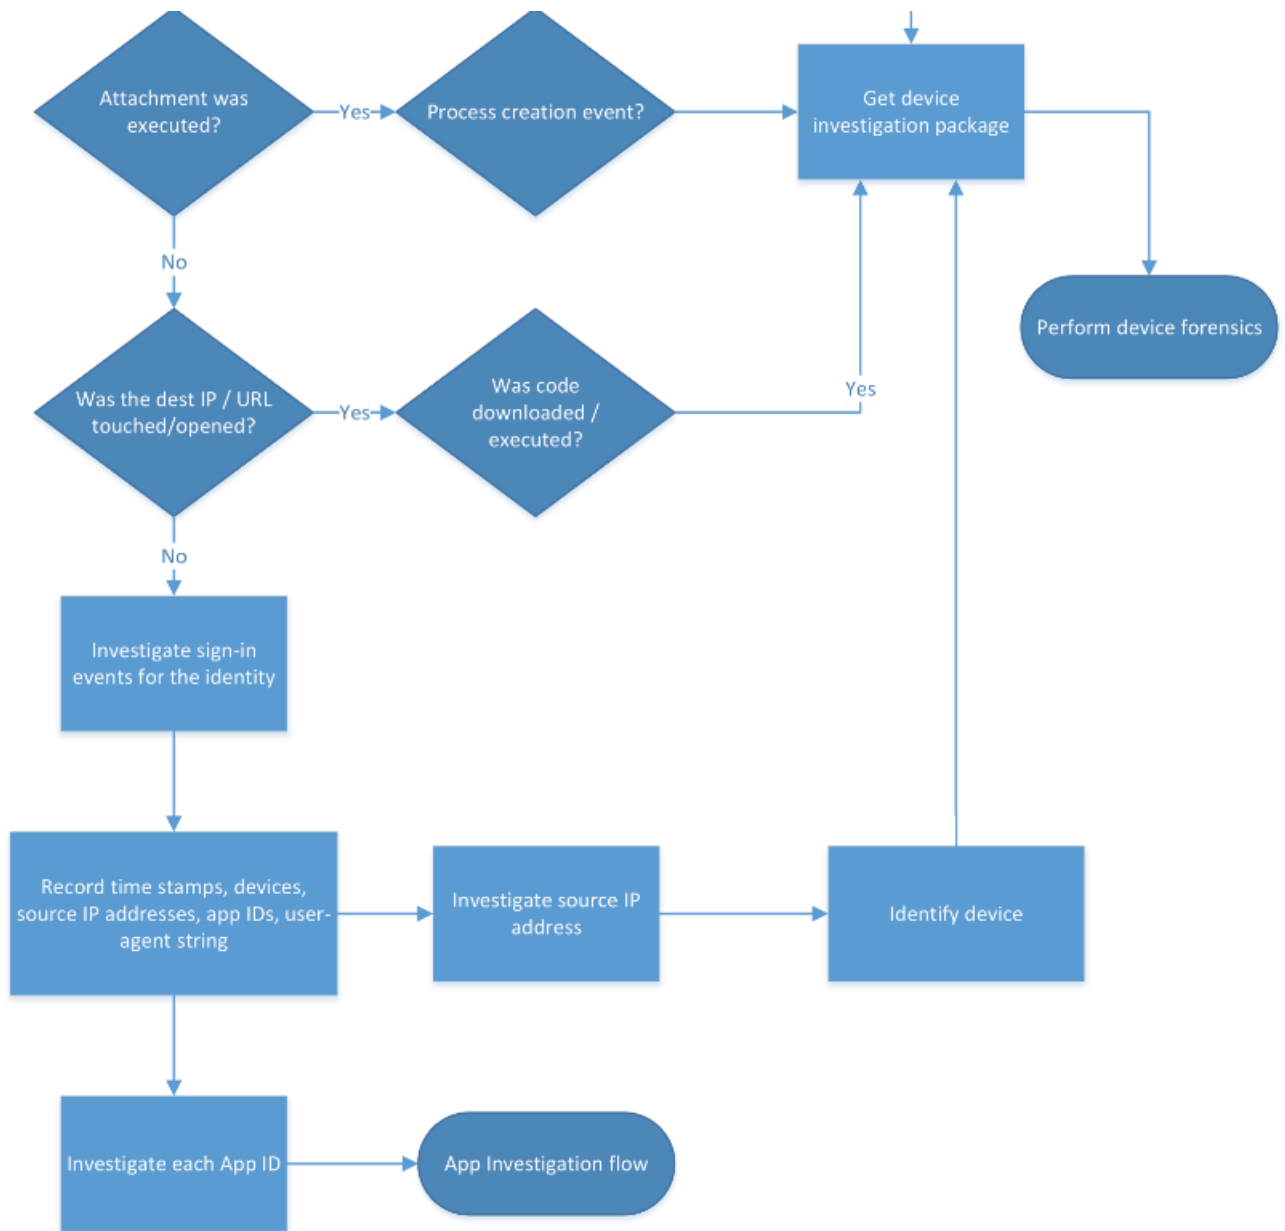 Attachment was
executed?
Yes
Process creation event?
Get device
investigation package
No
Perform device forensics
Was the dest IP / URL
touched/opened?
Yes
Was code
downloaded /
executed?
Yes
No
Investigate sign-in
events for the identity
Record time stamps, devices,
source IP addresses, app IDs, user-
agent string
Investigate source IP
address
Identify device
Investigate each App ID
App Investigation flow